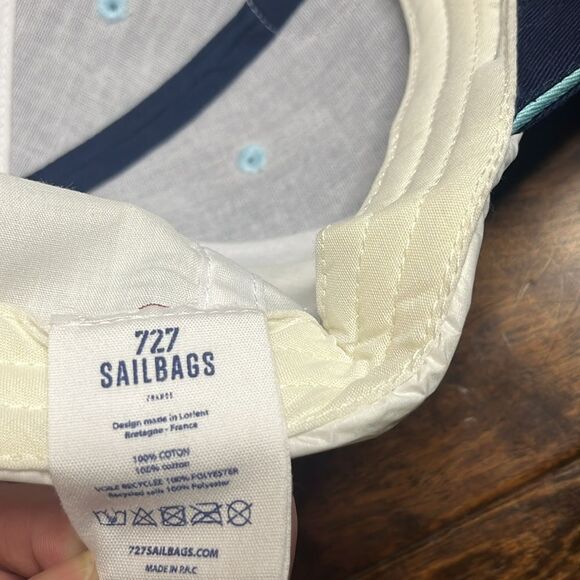 727
SAILBAGS
FRANCE
Design made in Lorient
Bretagne - France
100% COTON
100% cotton
VOILE RECYCLEE 100% POLYESTER
Recycled sails 100% Polyester
727SAILBAGS.COM
MADE IN P.R.C